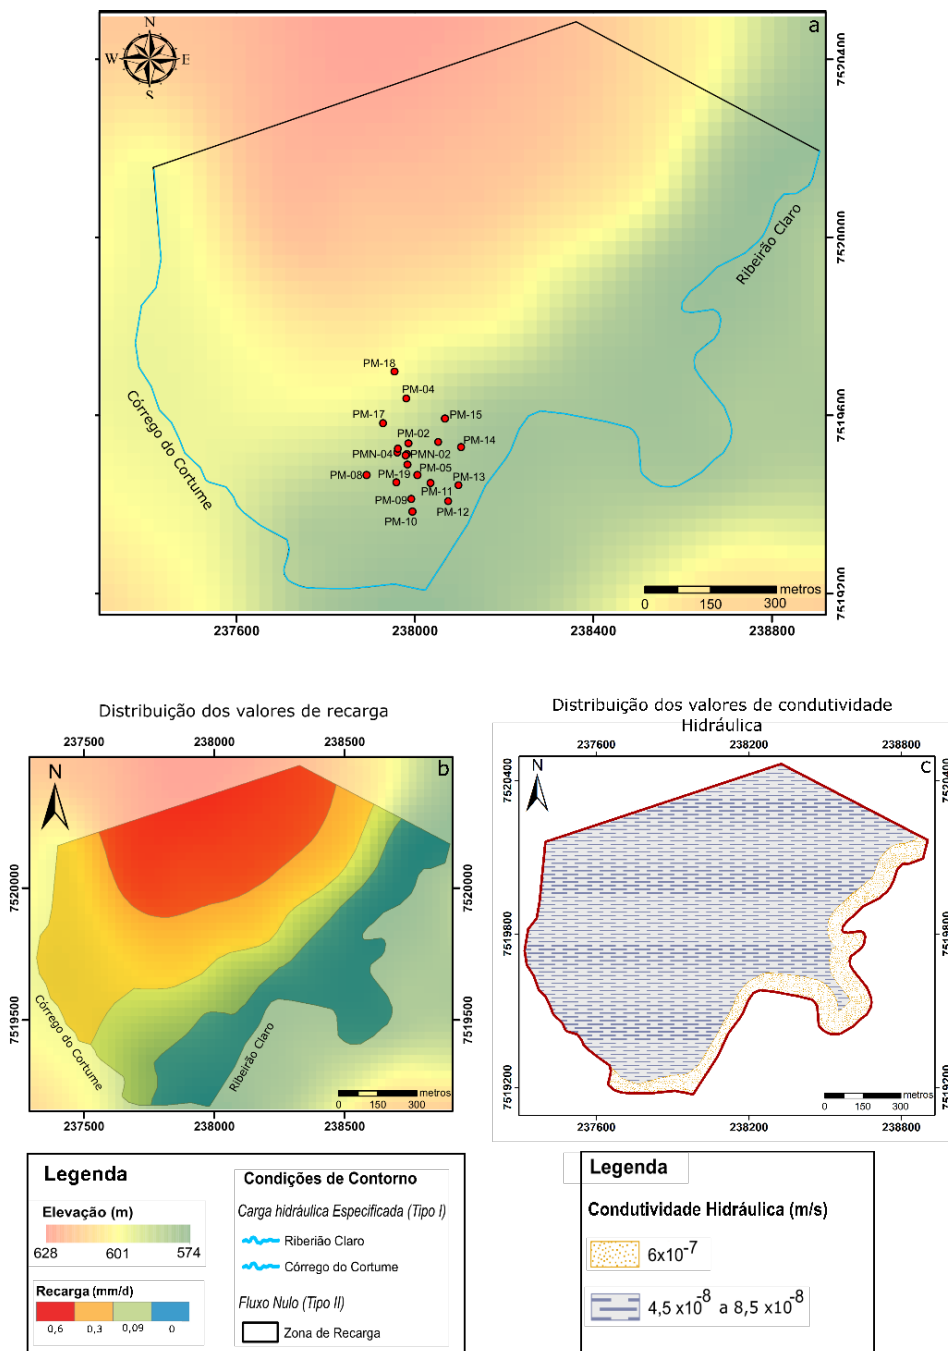 a
N
W E
S
7520400
7520000
7519600
7519200
Ribeirão Claro
Córrego do Cortume
PM-18
PM-04
PM-17
PM-15
PM-02
PM-14
PMN-04
PMN-02
PM-08
PM-19
PM-05
PM-13
PM-11
PM-09
PM-12
PM-10
metros
0 150 300
237600 238000 238400 238800
Distribuição dos valores de recarga
237500 238000 238500
b
N
7520000
7519500
7520000
7519500
Córrego do Cortume
Ribeirão Claro
metros
0 150 300
237500 238000 238500
Distribuição dos valores de condutividade
Hidráulica
237600 238200 238800
c
N
7520400
7519800
7519200
7520400
7519800
7519200
metros
0 150 300
237600 238200 238800
Legenda
Elevação (m)
628 601 574
Recarga (mm/d)
0,6 0,3 0,09 0
Condições de Contorno
Carga hidráulica Especificada (Tipo I)
Riberião Claro
Córrego do Cortume
Fluxo Nulo (Tipo II)
Zona de Recarga
Legenda
Condutividade Hidráulica (m/s)
6x10-7
4,5 x10-8 a 8,5 x10-8